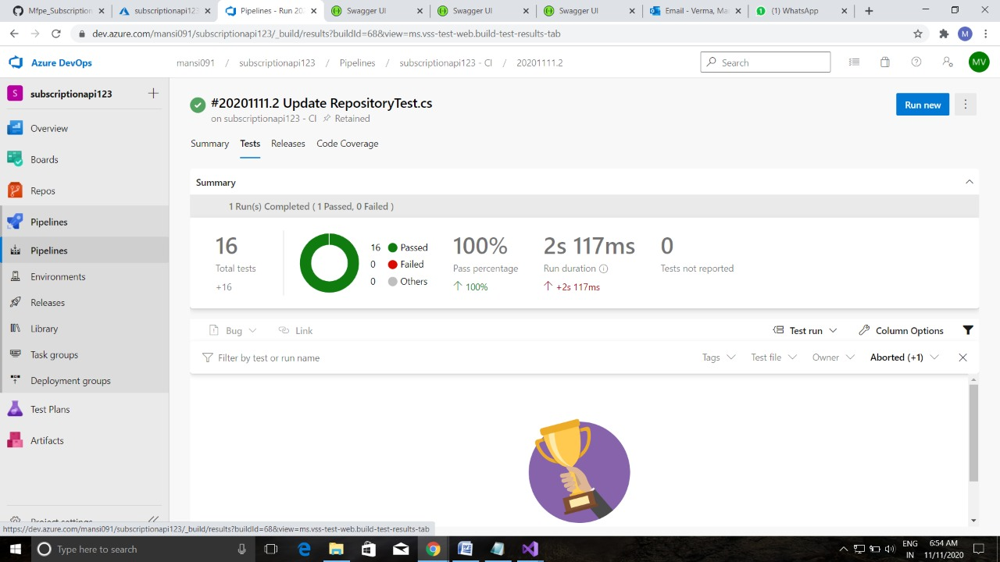 Mfpe_Subscription
subscriptionapi123
Pipelines - Run 202
Swagger UI
Swagger UI
Swagger UI
Email - Verma, Ma
(1) WhatsApp
dev.azure.com/mansi091/subscriptionapi123/_build/results?buildId=68&view=ms.vss-test-web.build-test-results-tab
M
Azure DevOps
mansi091 / subscriptionapi123 / Pipelines / subscriptionapi123 - CI / 20201111.2
Search
MV
S subscriptionapi123
Overview
Boards
Repos
Pipelines
Pipelines
Environments
Releases
Library
Task groups
Deployment groups
Test Plans
Artifacts
Project settings
#20201111.2 Update RepositoryTest.cs
on subscriptionapi123 - CI Retained
Run new
Summary Tests Releases Code Coverage
Summary
1 Run(s) Completed ( 1 Passed, 0 Failed )
16
Total tests
+16
16 Passed
0 Failed
0 Others
100%
Pass percentage
100%
2s 117ms
Run duration
+2s 117ms
0
Tests not reported
Bug Link Test run Column Options
Filter by test or run name Tags Test file Owner Aborted (+1)
https://dev.azure.com/mansi091/subscriptionapi123/_build/results?buildId=68&view=ms.vss-test-web.build-test-results-tab
Type here to search
ENG
IN
6:54 AM
11/11/2020